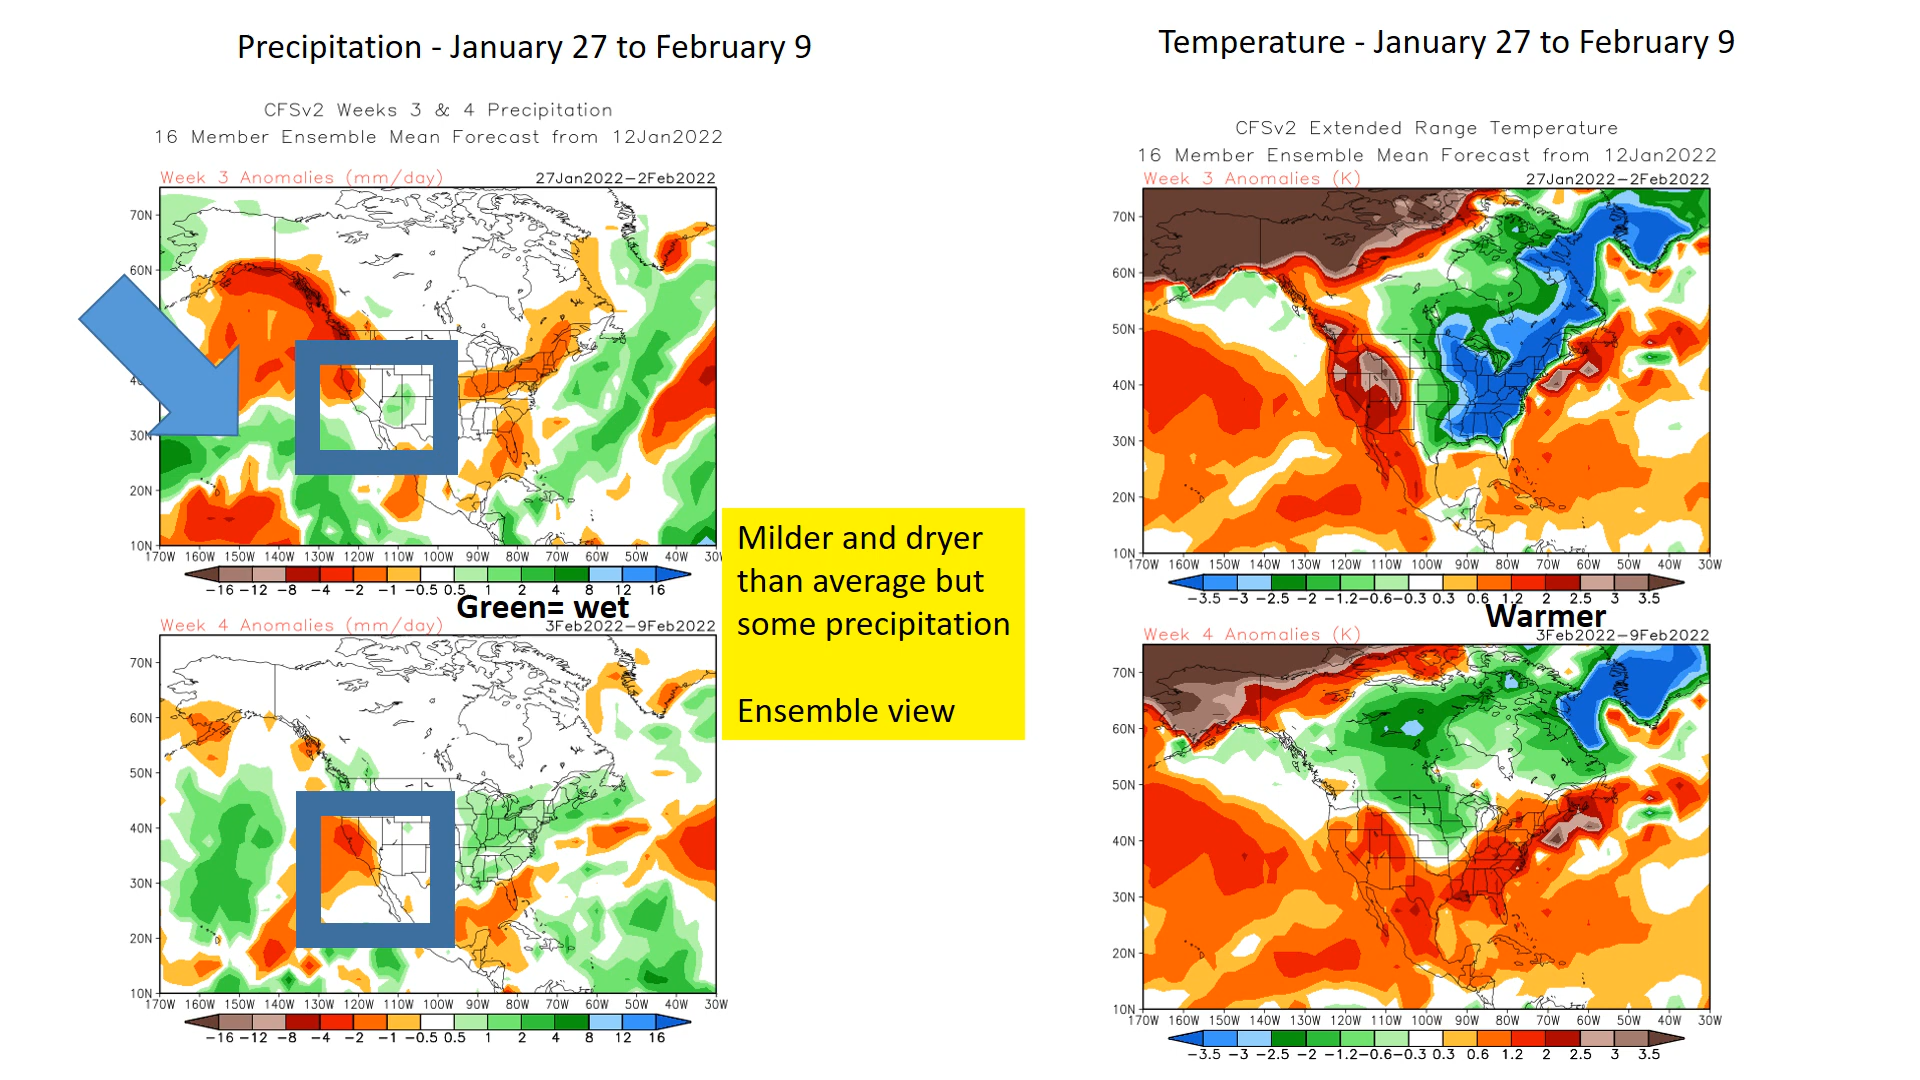 Precipitation - January 27 to February 9
CFSv2 Weeks 3 & 4 Precipitation
16 Member Ensemble Mean Forecast from 12Jan2022
Week 3 Anomalies (mm/day) 27Jan2022-2Feb2022
70N
60N
30N
20N
10N
170W 160W 150W 140W 130W 120W 110W 100W 90W 80W 70W 60W 50W 40W
-16 -12 -8 -4 -2 -1 -0.5 0.5 1 2 4 8 12 16
Green= wet
Week 4 Anomalies (mm/day) 3Feb2022-9Feb2022
70N
60N
50N
40N
30N
20N
10N
170W 160W 150W 140W 130W 120W 110W 100W 90W 80W 70W 60W 50W 40W 30W
-16 -12 -8 -4 -2 -1 -0.5 0.5 1 2 4 8 12 16
Milder and dryer
than average but
some precipitation
Ensemble view
Temperature - January 27 to February 9
CFSv2 Extended Range Temperature
16 Member Ensemble Mean Forecast from 12Jan2022
Week 3 Anomalies (K) 27Jan2022-2Feb2022
70N
60N
50N
40N
30N
20N
10N
170W 160W 150W 140W 130W 120W 110W 100W 90W 80W 70W 60W 50W 40W 30W
-3.5 -3 -2.5 -2 -1.2 -0.6 -0.3 0.3 0.6 1.2 2 2.5 3 3.5
Warmer
Week 4 Anomalies (K) 3Feb2022-9Feb2022
70N
60N
50N
40N
30N
20N
10N
170W 160W 150W 140W 130W 120W 110W 100W 90W 80W 70W 60W 50W 40W 30W
-3.5 -3 -2.5 -2 -1.2 -0.6 -0.3 0.3 0.6 1.2 2 2.5 3 3.5